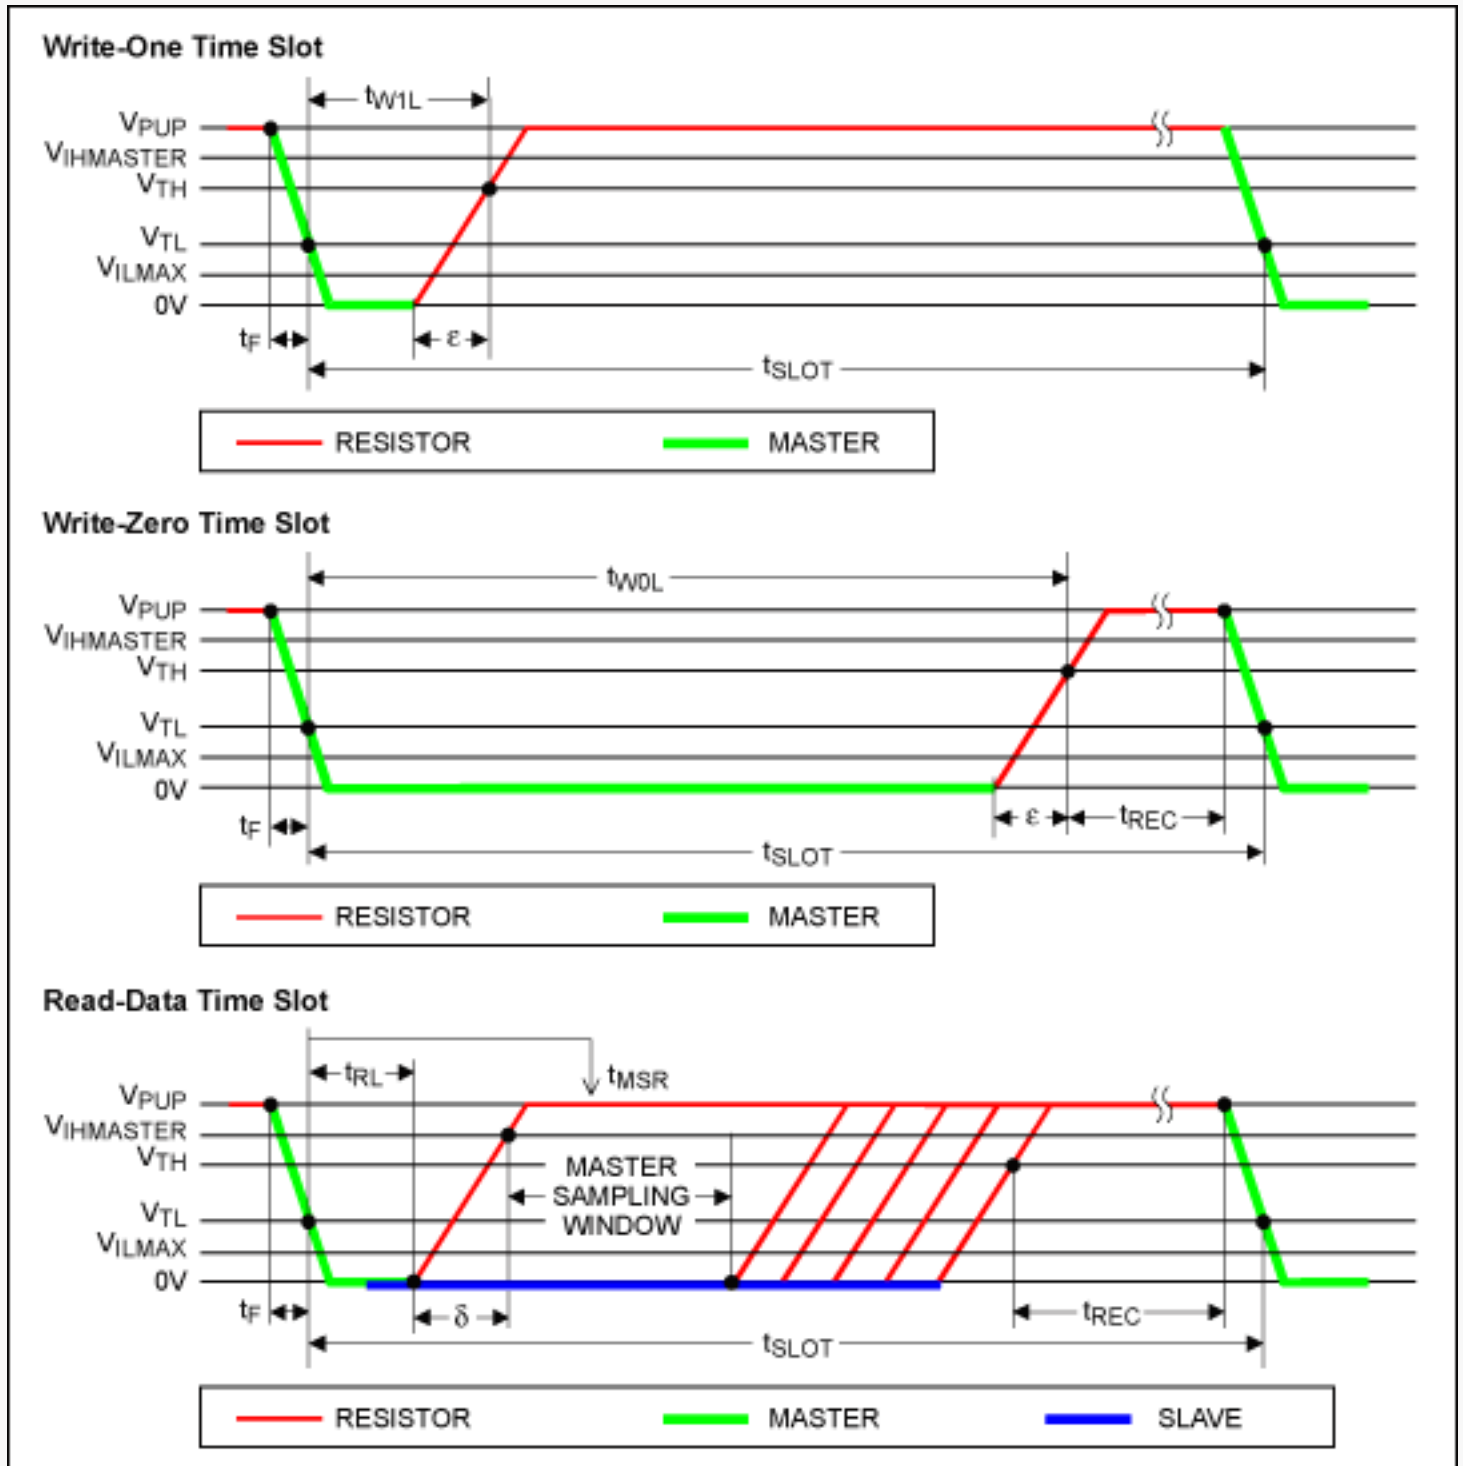 Write-One Time Slot
tW1L
VPUP
VIHMASTER
VTH
VTL
VILMAX
0V
tF
ε
tSLOT
RESISTOR MASTER
Write-Zero Time Slot
tW0L
VPUP
VIHMASTER
VTH
VTL
VILMAX
0V
tF
ε
tREC
tSLOT
RESISTOR MASTER
Read-Data Time Slot
tRL
tMSR
VPUP
VIHMASTER
VTH
MASTER
SAMPLING
WINDOW
VTL
VILMAX
0V
tF
δ
tREC
tSLOT
RESISTOR MASTER SLAVE